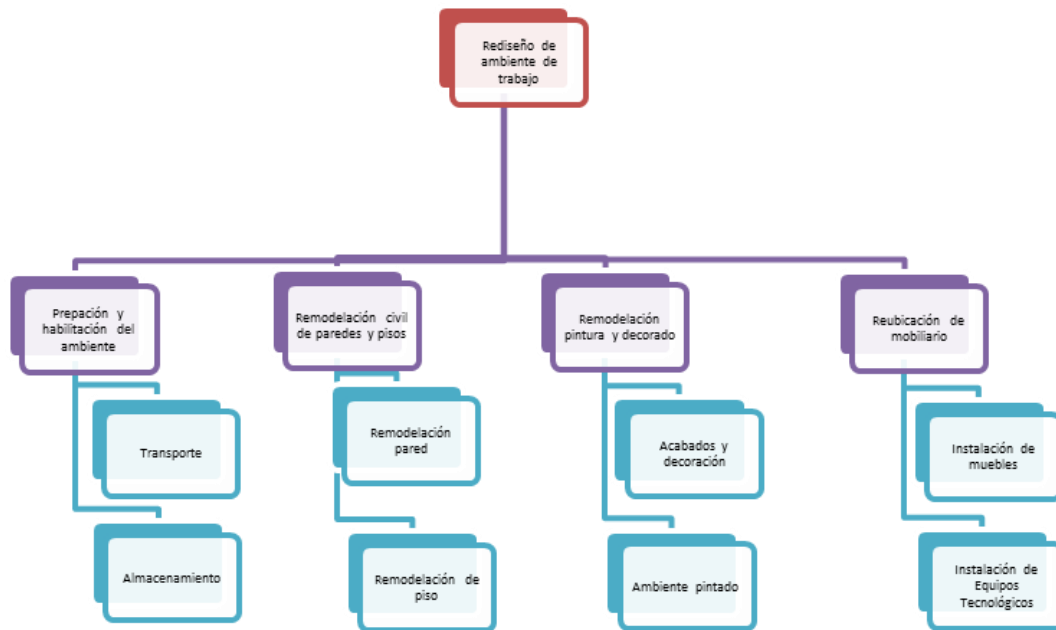 Rediseño de
ambiente de
trabajo
Prepación y
habilitación del
ambiente
Remodelación civil
de paredes y pisos
Remodelación
pintura y decorado
Reubicación de
mobiliario
Transporte
Remodelación
pared
Acabados y
decoración
Instalación de
muebles
Almacenamiento
Remodelación de
piso
Ambiente pintado
Instalación de
Equipos
Tecnológicos